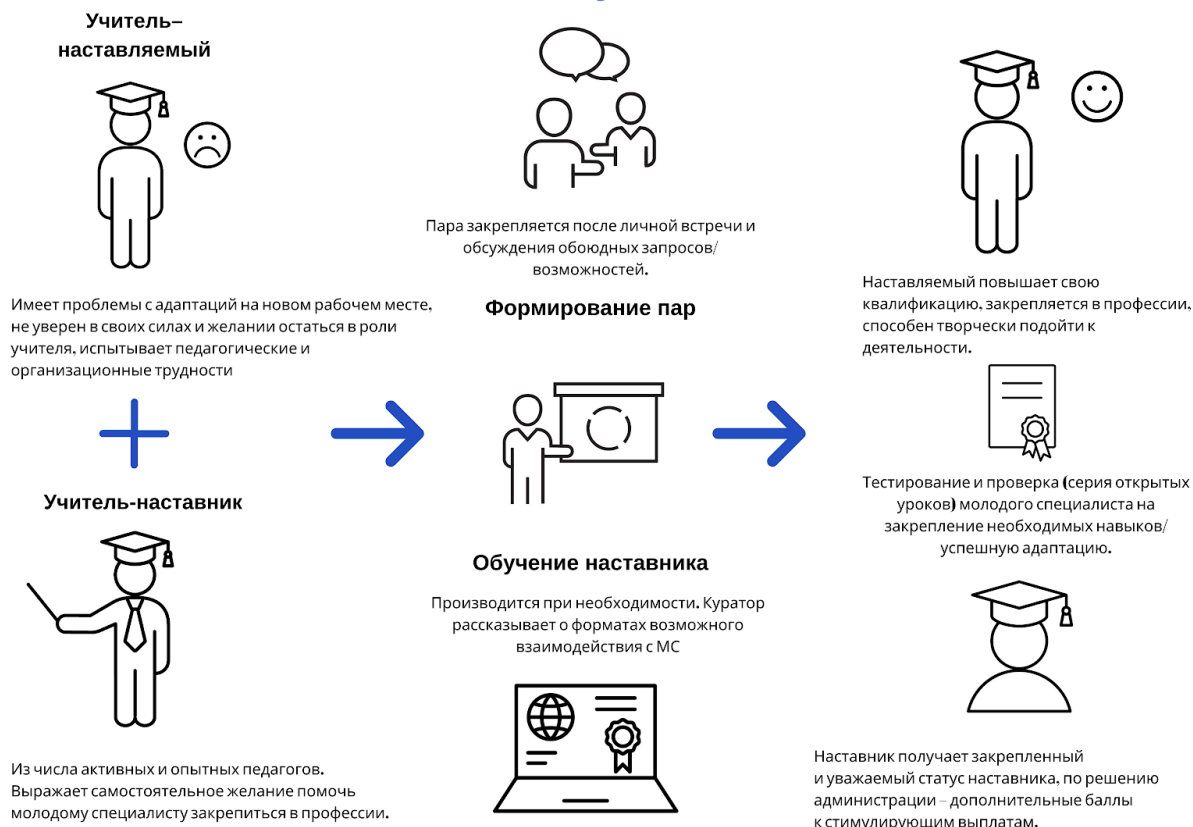 Учитель–
наставляемый
Имеет проблемы с адаптаций на новом рабочем месте,
не уверен в своих силах и желании остаться в роли
учителя, испытывает педагогические и
организационные трудности
Учитель-наставник
Из числа активных и опытных педагогов.
Выражает самостоятельное желание помочь
молодому специалисту закрепиться в профессии.
Пара закрепляется после личной встречи и
обсуждения обоюдных запросов/
возможностей.
Формирование пар
Обучение наставника
Производится при необходимости. Куратор
рассказывает о форматах возможного
взаимодействия с МС
Наставляемый повышает свою
квалификацию, закрепляется в профессии,
способен творчески подойти к
деятельности.
Тестирование и проверка (серия открытых
уроков) молодого специалиста на
закрепление необходимых навыков/
успешную адаптацию.
Наставник получает закрепленный
и уважаемый статус наставника, по решению
администрации – дополнительные баллы
к стимулирующим выплатам.